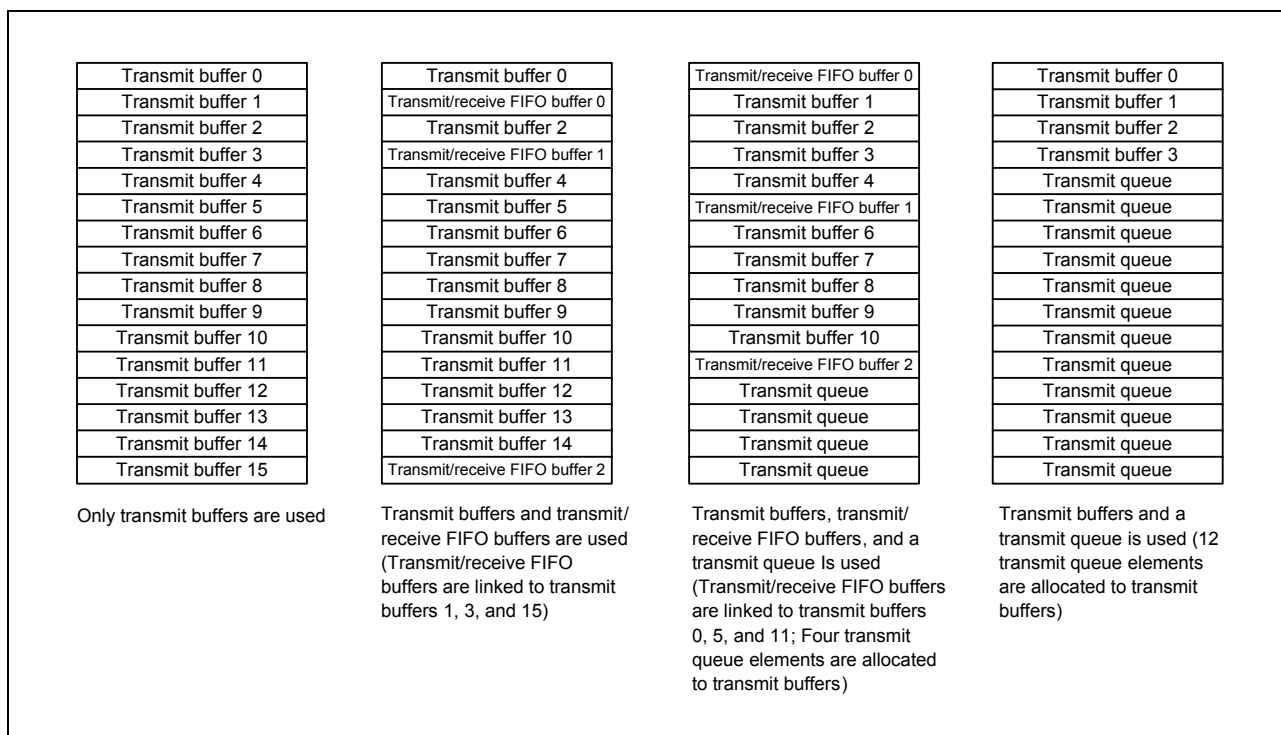 Transmit buffer 0
Transmit buffer 1
Transmit buffer 2
Transmit buffer 3
Transmit buffer 4
Transmit buffer 5
Transmit buffer 6
Transmit buffer 7
Transmit buffer 8
Transmit buffer 9
Transmit buffer 10
Transmit buffer 11
Transmit buffer 12
Transmit buffer 13
Transmit buffer 14
Transmit buffer 15
Only transmit buffers are used
Transmit buffer 0
Transmit/receive FIFO buffer 0
Transmit buffer 2
Transmit/receive FIFO buffer 1
Transmit buffer 4
Transmit buffer 5
Transmit buffer 6
Transmit buffer 7
Transmit buffer 8
Transmit buffer 9
Transmit buffer 10
Transmit buffer 11
Transmit buffer 12
Transmit buffer 13
Transmit buffer 14
Transmit/receive FIFO buffer 2
Transmit buffers and transmit/
receive FIFO buffers are used
(Transmit/receive FIFO
buffers are linked to transmit
buffers 1, 3, and 15)
Transmit/receive FIFO buffer 0
Transmit buffer 1
Transmit buffer 2
Transmit buffer 3
Transmit buffer 4
Transmit/receive FIFO buffer 1
Transmit buffer 6
Transmit buffer 7
Transmit buffer 8
Transmit buffer 9
Transmit buffer 10
Transmit/receive FIFO buffer 2
Transmit queue
Transmit queue
Transmit queue
Transmit queue
Transmit buffers, transmit/
receive FIFO buffers, and a
transmit queue Is used
(Transmit/receive FIFO buffers
are linked to transmit buffers
0, 5, and 11; Four transmit
queue elements are allocated
to transmit buffers)
Transmit buffer 0
Transmit buffer 1
Transmit buffer 2
Transmit buffer 3
Transmit queue
Transmit queue
Transmit queue
Transmit queue
Transmit queue
Transmit queue
Transmit queue
Transmit queue
Transmit queue
Transmit queue
Transmit queue
Transmit queue
Transmit buffers and a
transmit queue is used (12
transmit queue elements
are allocated to transmit
buffers)